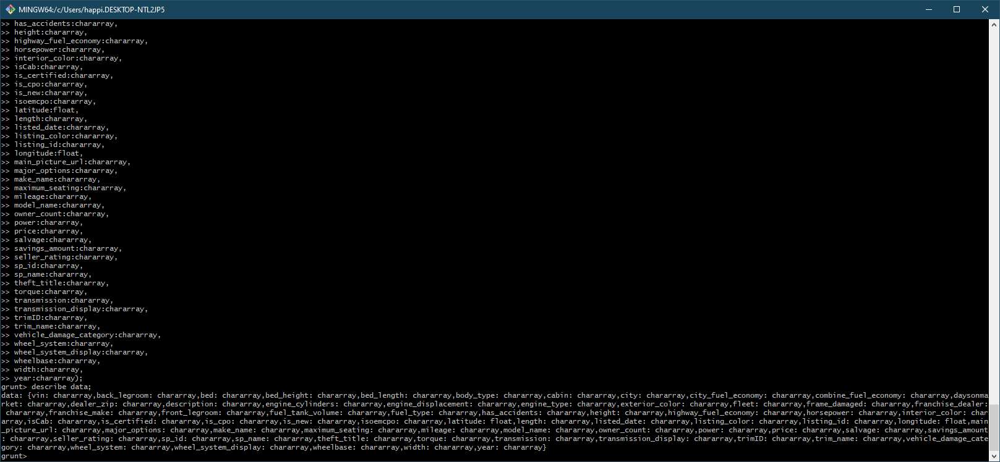 MINGW64:/c/Users/happi.DESKTOP-NTL2JP5
>> has_accidents:chararray,
>> height:chararray,
>> highway_fuel_economy:chararray,
>> horsepower:chararray,
>> interior_color:chararray,
>> isCab:chararray,
>> is_certified:chararray,
>> is_cpo:chararray,
>> is_new:chararray,
>> isoemcpo:chararray,
>> latitude:float,
>> length:chararray,
>> listed_date:chararray,
>> listing_color:chararray,
>> listing_id:chararray,
>> longitude:float,
>> main_picture_url:chararray,
>> major_options:chararray,
>> make_name:chararray,
>> maximum_seating:chararray,
>> mileage:chararray,
>> model_name:chararray,
>> owner_count:chararray,
>> power:chararray,
>> price:chararray,
>> salvage:chararray,
>> savings_amount:chararray,
>> seller_rating:chararray,
>> sp_id:chararray,
>> sp_name:chararray,
>> theft_title:chararray,
>> torque:chararray,
>> transmission:chararray,
>> transmission_display:chararray,
>> trimID:chararray,
>> trim_name:chararray,
>> vehicle_damage_category:chararray,
>> wheel_system:chararray,
>> wheel_system_display:chararray,
>> wheelbase:chararray,
>> width:chararray,
>> year:chararray);
grunt> describe data;
data: {vin: chararray,back_legroom: chararray,bed: chararray,bed_height: chararray,bed_length: chararray,body_type: chararray,cabin: chararray,city: chararray,city_fuel_economy: chararray,combine_fuel_economy: chararray,daysonma
rket: chararray,dealer_zip: chararray,description: chararray,engine_cylinders: chararray,engine_displacement: chararray,engine_type: chararray,exterior_color: chararray,fleet: chararray,frame_damaged: chararray,franchise_dealer:
 chararray,franchise_make: chararray,front_legroom: chararray,fuel_tank_volume: chararray,fuel_type: chararray,has_accidents: chararray,height: chararray,highway_fuel_economy: chararray,horsepower: chararray,interior_color: char
array,isCab: chararray,is_certified: chararray,is_cpo: chararray,is_new: chararray,isoemcpo: chararray,latitude: float,length: chararray,listed_date: chararray,listing_color: chararray,listing_id: chararray,longitude: float,main
_picture_url: chararray,major_options: chararray,make_name: chararray,maximum_seating: chararray,mileage: chararray,model_name: chararray,owner_count: chararray,power: chararray,price: chararray,salvage: chararray,savings_amount
: chararray,seller_rating: chararray,sp_id: chararray,sp_name: chararray,theft_title: chararray,torque: chararray,transmission: chararray,transmission_display: chararray,trimID: chararray,trim_name: chararray,vehicle_damage_cate
gory: chararray,wheel_system: chararray,wheel_system_display: chararray,wheelbase: chararray,width: chararray,year: chararray}
grunt>